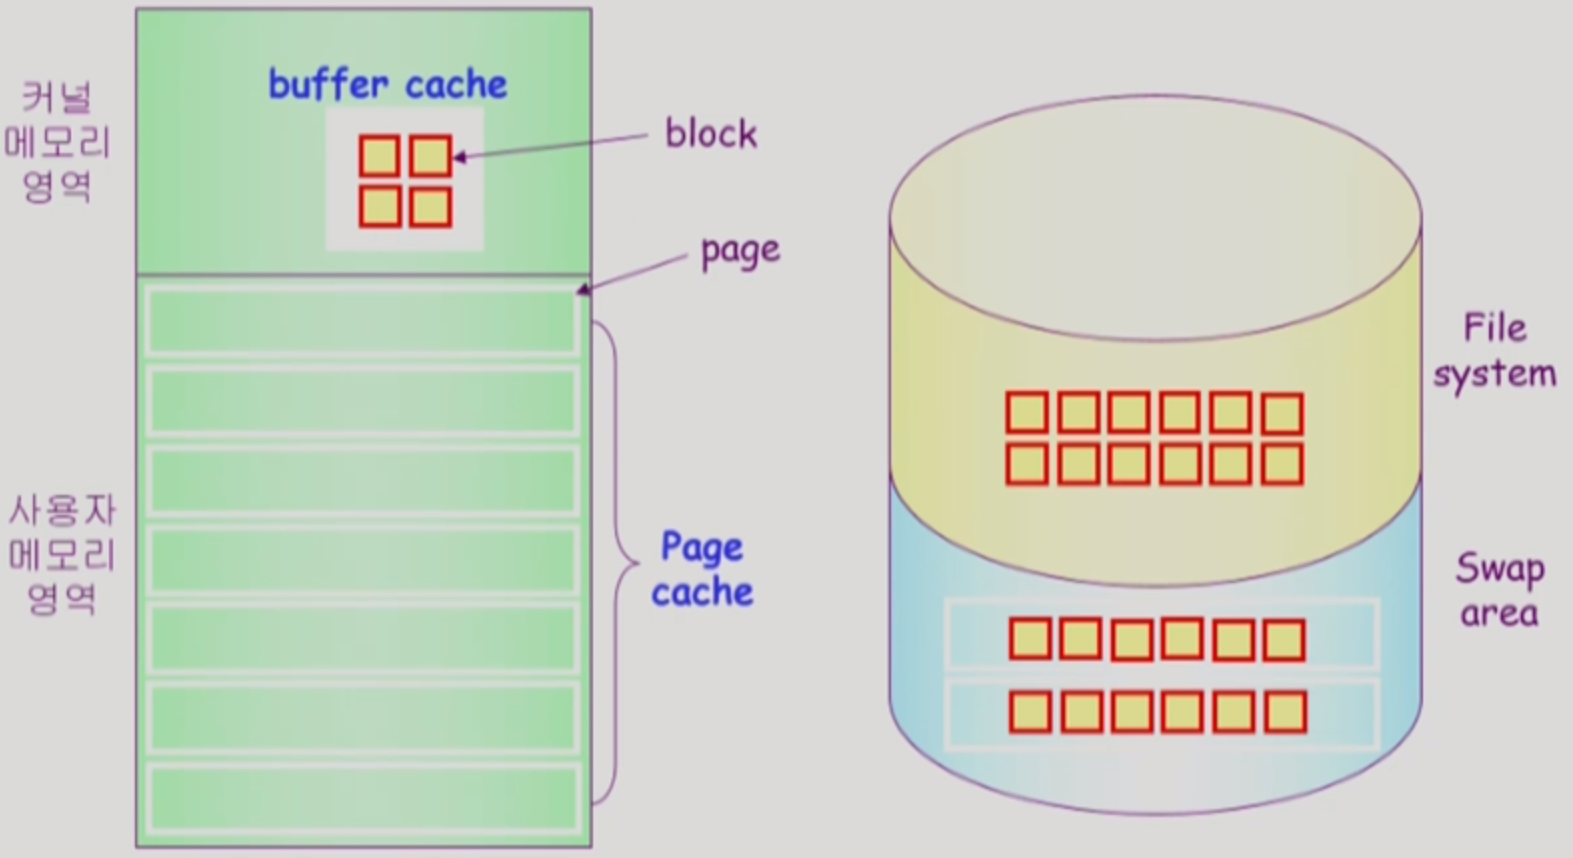 커널
메모리
영역
buffer cache
block
page
사용자
메모리
영역
Page
cache
File
system
Swap
area